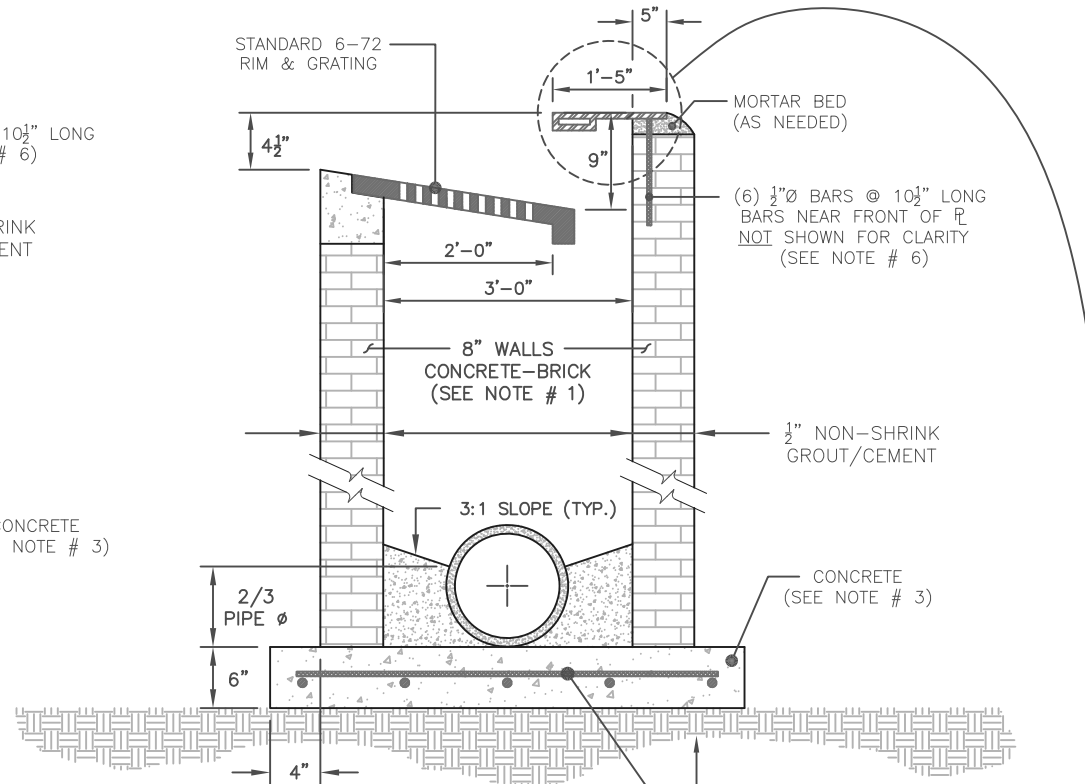 5"
STANDARD 6-72
RIM & GRATING
1'-5"
MORTAR BED
(AS NEEDED)
10½" LONG
# 6)
4½"
9"
(6) ½"Ø BARS @ 10½" LONG
BARS NEAR FRONT OF ℙL
NOT SHOWN FOR CLARITY
(SEE NOTE # 6)
2'-0"
3'-0"
8" WALLS
CONCRETE-BRICK
(SEE NOTE # 1)
½" NON-SHRINK
GROUT/CEMENT
3:1 SLOPE (TYP.)
NOTE # 3)
CONCRETE
(SEE NOTE # 3)
2/3
PIPE Ø
6"
4"